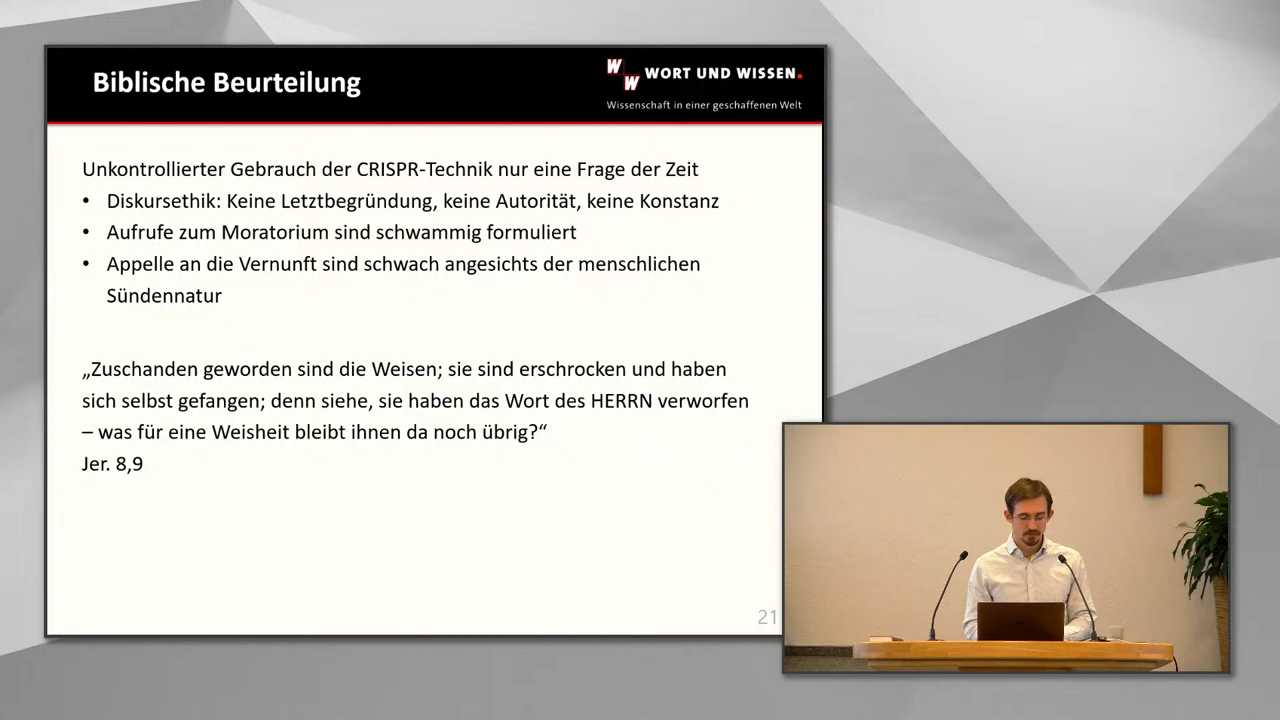 Biblische Beurteilung
W
W
WORT UND WISSEN.
Wissenschaft in einer geschaffenen Welt
Unkontrollierter Gebrauch der CRISPR-Technik nur eine Frage der Zeit
• Diskursethik: Keine Letztbegründung, keine Autorität, keine Konstanz
• Aufrufe zum Moratorium sind schwammig formuliert
• Appelle an die Vernunft sind schwach angesichts der menschlichen
Sündennatur
„Zuschanden geworden sind die Weisen; sie sind erschrocken und haben
sich selbst gefangen; denn siehe, sie haben das Wort des HERRN verworfen
– was für eine Weisheit bleibt ihnen da noch übrig?“
Jer. 8,9
21